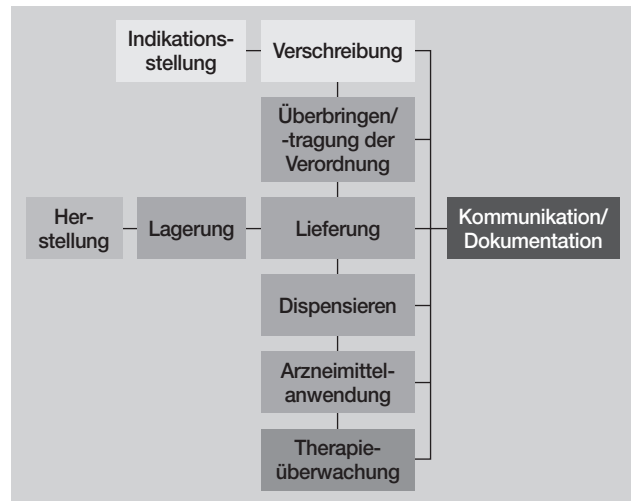 Indikations-
stellung
Verschreibung
Überbringen/
-tragung der
Verordnung
Her-
stellung
Lagerung
Lieferung
Kommunikation/
Dokumentation
Dispensieren
Arzneimittel-
anwendung
Therapie-
überwachung